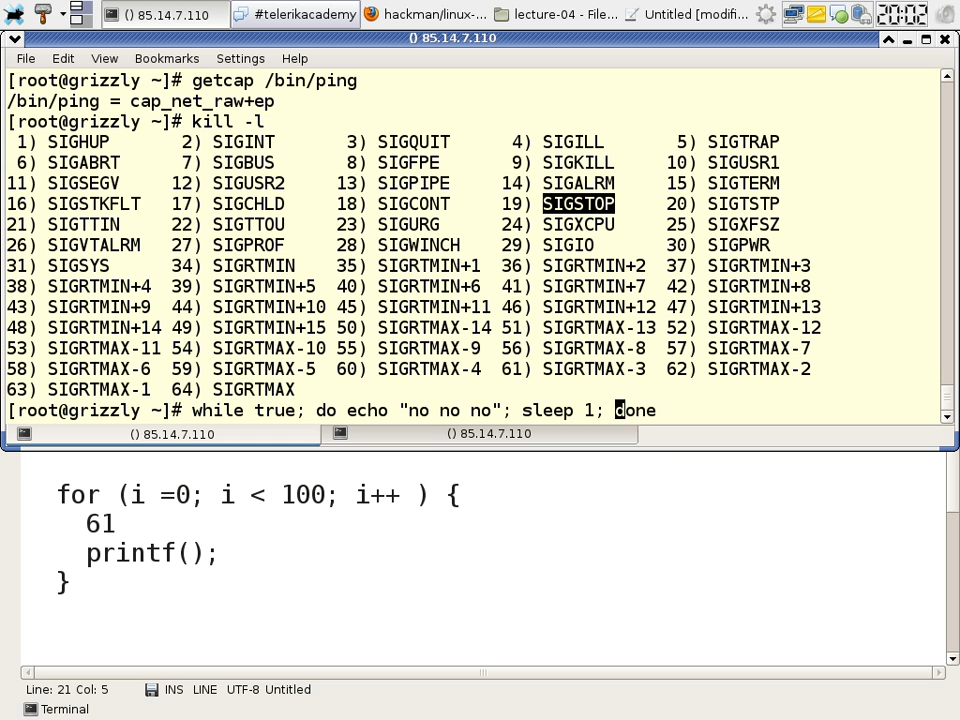 () 85.14.7.110
#telerikacademy
hackman/linux-...
lecture-04 - File...
Untitled [modifi...
20:02
() 85.14.7.110
File Edit View Bookmarks Settings Help
[root@grizzly ~]# getcap /bin/ping
/bin/ping = cap_net_raw+ep
[root@grizzly ~]# kill -l
1) SIGHUP 2) SIGINT 3) SIGQUIT 4) SIGILL 5) SIGTRAP
6) SIGABRT 7) SIGBUS 8) SIGFPE 9) SIGKILL 10) SIGUSR1
11) SIGSEGV 12) SIGUSR2 13) SIGPIPE 14) SIGALRM 15) SIGTERM
16) SIGSTKFLT 17) SIGCHLD 18) SIGCONT 19) SIGSTOP 20) SIGTSTP
21) SIGTTIN 22) SIGTTOU 23) SIGURG 24) SIGXCPU 25) SIGXFSZ
26) SIGVTALRM 27) SIGPROF 28) SIGWINCH 29) SIGIO 30) SIGPWR
31) SIGSYS 34) SIGRTMIN 35) SIGRTMIN+1 36) SIGRTMIN+2 37) SIGRTMIN+3
38) SIGRTMIN+4 39) SIGRTMIN+5 40) SIGRTMIN+6 41) SIGRTMIN+7 42) SIGRTMIN+8
43) SIGRTMIN+9 44) SIGRTMIN+10 45) SIGRTMIN+11 46) SIGRTMIN+12 47) SIGRTMIN+13
48) SIGRTMIN+14 49) SIGRTMIN+15 50) SIGRTMAX-14 51) SIGRTMAX-13 52) SIGRTMAX-12
53) SIGRTMAX-11 54) SIGRTMAX-10 55) SIGRTMAX-9 56) SIGRTMAX-8 57) SIGRTMAX-7
58) SIGRTMAX-6 59) SIGRTMAX-5 60) SIGRTMAX-4 61) SIGRTMAX-3 62) SIGRTMAX-2
63) SIGRTMAX-1 64) SIGRTMAX
[root@grizzly ~]# while true; do echo "no no no"; sleep 1; done
() 85.14.7.110
() 85.14.7.110
for (i =0; i < 100; i++ ) {
61
printf();
}
Line: 21 Col: 5 INS LINE UTF-8 Untitled
Terminal